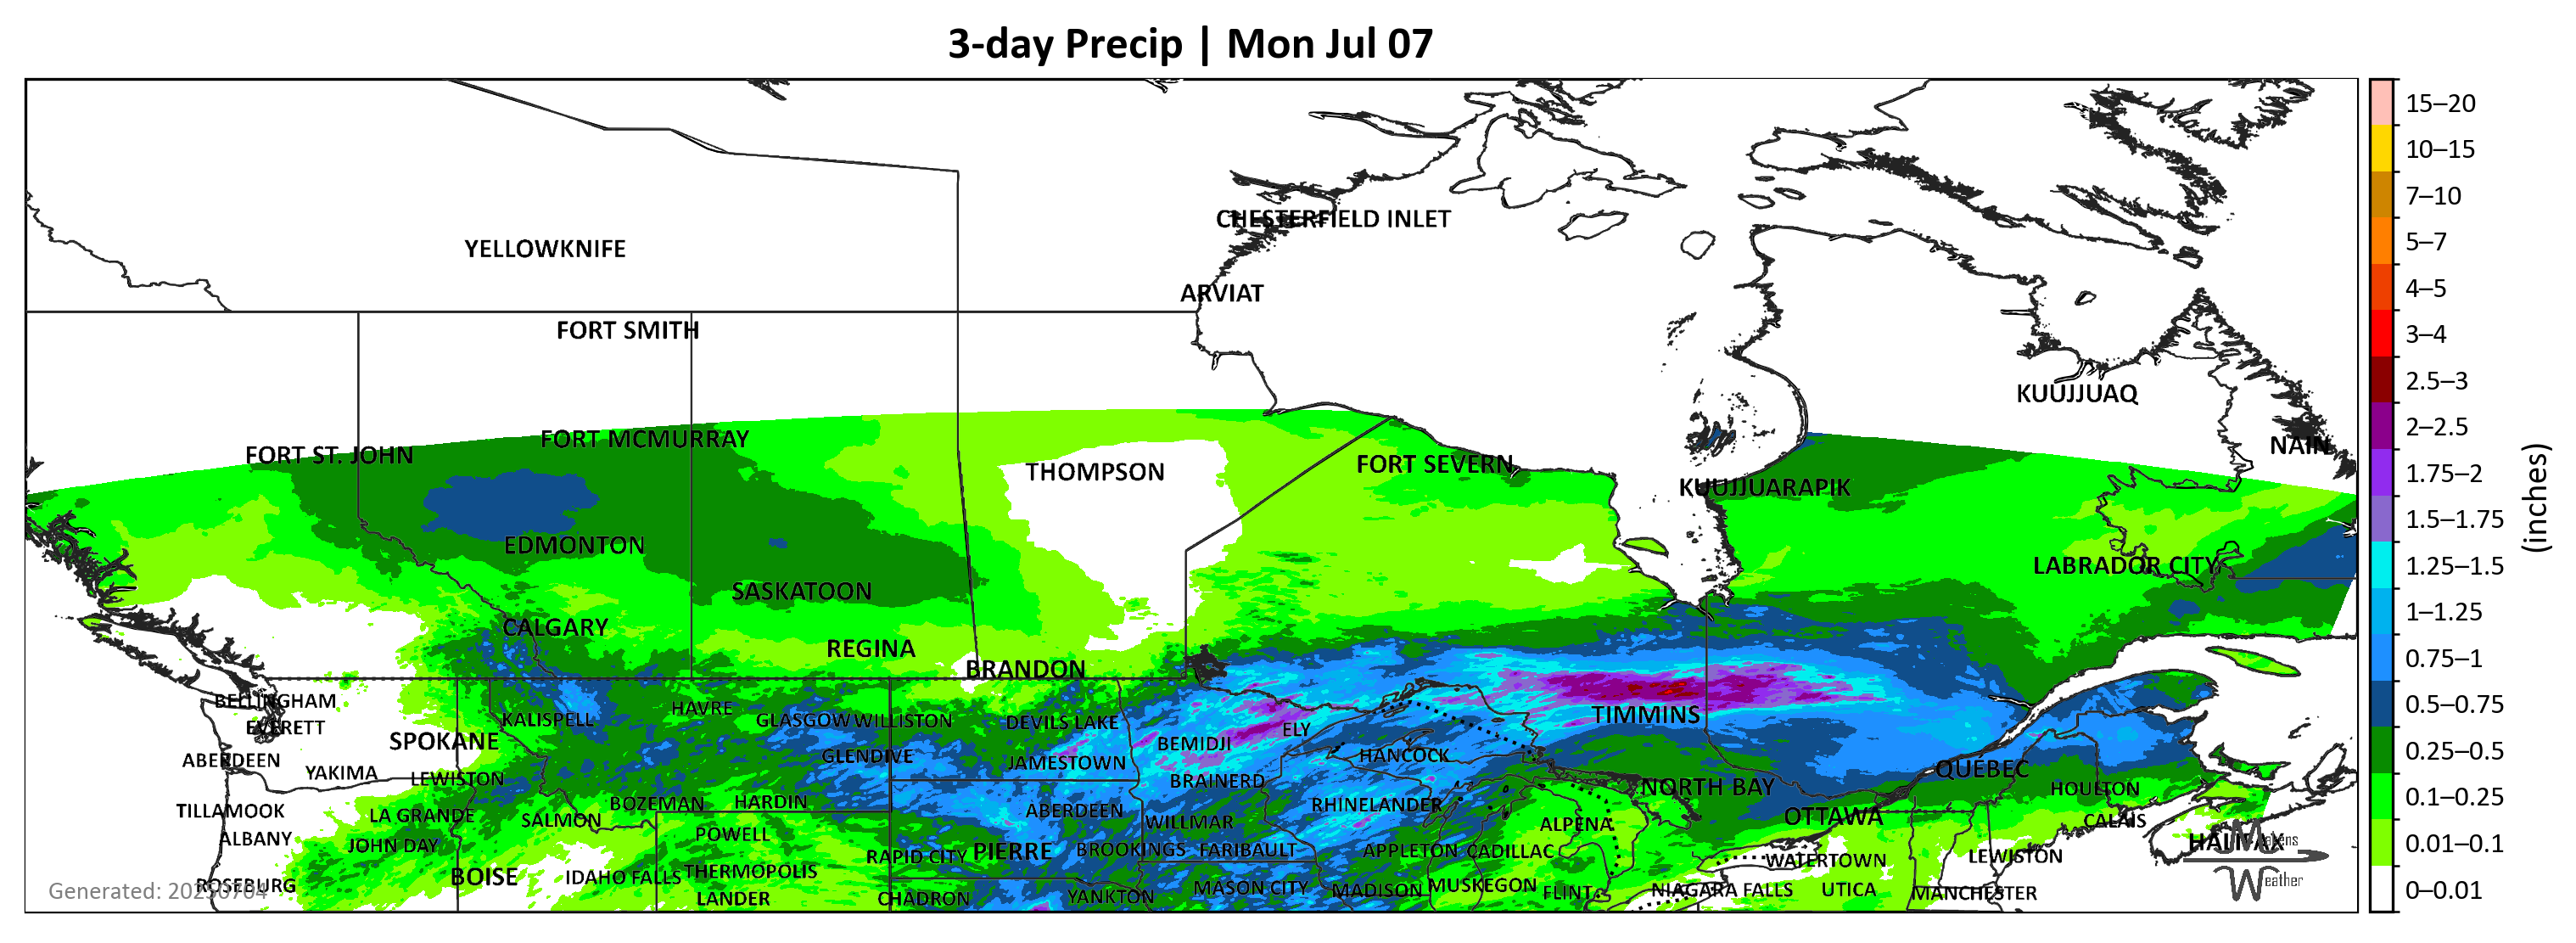 3-day Precip | Mon Jul 07
15–20
10–15
7–10
5–7
4–5
3–4
2.5–3
2–2.5
1.75–2
1.5–1.75
1.25–1.5
1–1.25
0.75–1
0.5–0.75
0.25–0.5
0.1–0.25
0.01–0.1
0–0.01
(inches)
CHESTERFIELD INLET
YELLOWKNIFE
ARVIAT
FORT SMITH
KUUJJUAQ
NAIN
FORT MCMURRAY
FORT ST. JOHN
FORT SEVERN
THOMPSON
KUUJJUARAPIK
EDMONTON
LABRADOR CITY
SASKATOON
CALGARY
REGINA
BRANDON
BELLINGHAM
HAVRE
TIMMINS
KALISPELL
GLASGOW
WILLISTON
DEVILS LAKE
EVERETT
ELY
SPOKANE
BEMIDJI
ABERDEEN
GLENDIVE
JAMESTOWN
HANCOCK
QUÉBEC
YAKIMA
LEWISTON
BRAINERD
NORTH BAY
HOULTON
TILLAMOOK
LA GRANDE
SALMON
BOZEMAN
HARDIN
ABERDEEN
RHINELANDER
OTTAWA
CALAIS
ALBANY
JOHN DAY
POWELL
WILLMAR
ALPENA
HALIFAX
RAPID CITY
PIERRE
BROOKINGS
FARIBAULT
APPLETON
CADILLAC
WATERTOWN
LEWISTON
ROSEBURG
BOISE
IDAHO FALLS
THERMOPOLIS
LANDER
CHADRON
YANKTON
MASON CITY
MADISON
MUSKEGON
FLINT
NIAGARA FALLS
UTICA
MANCHESTER
Generated: 20250704
Weather